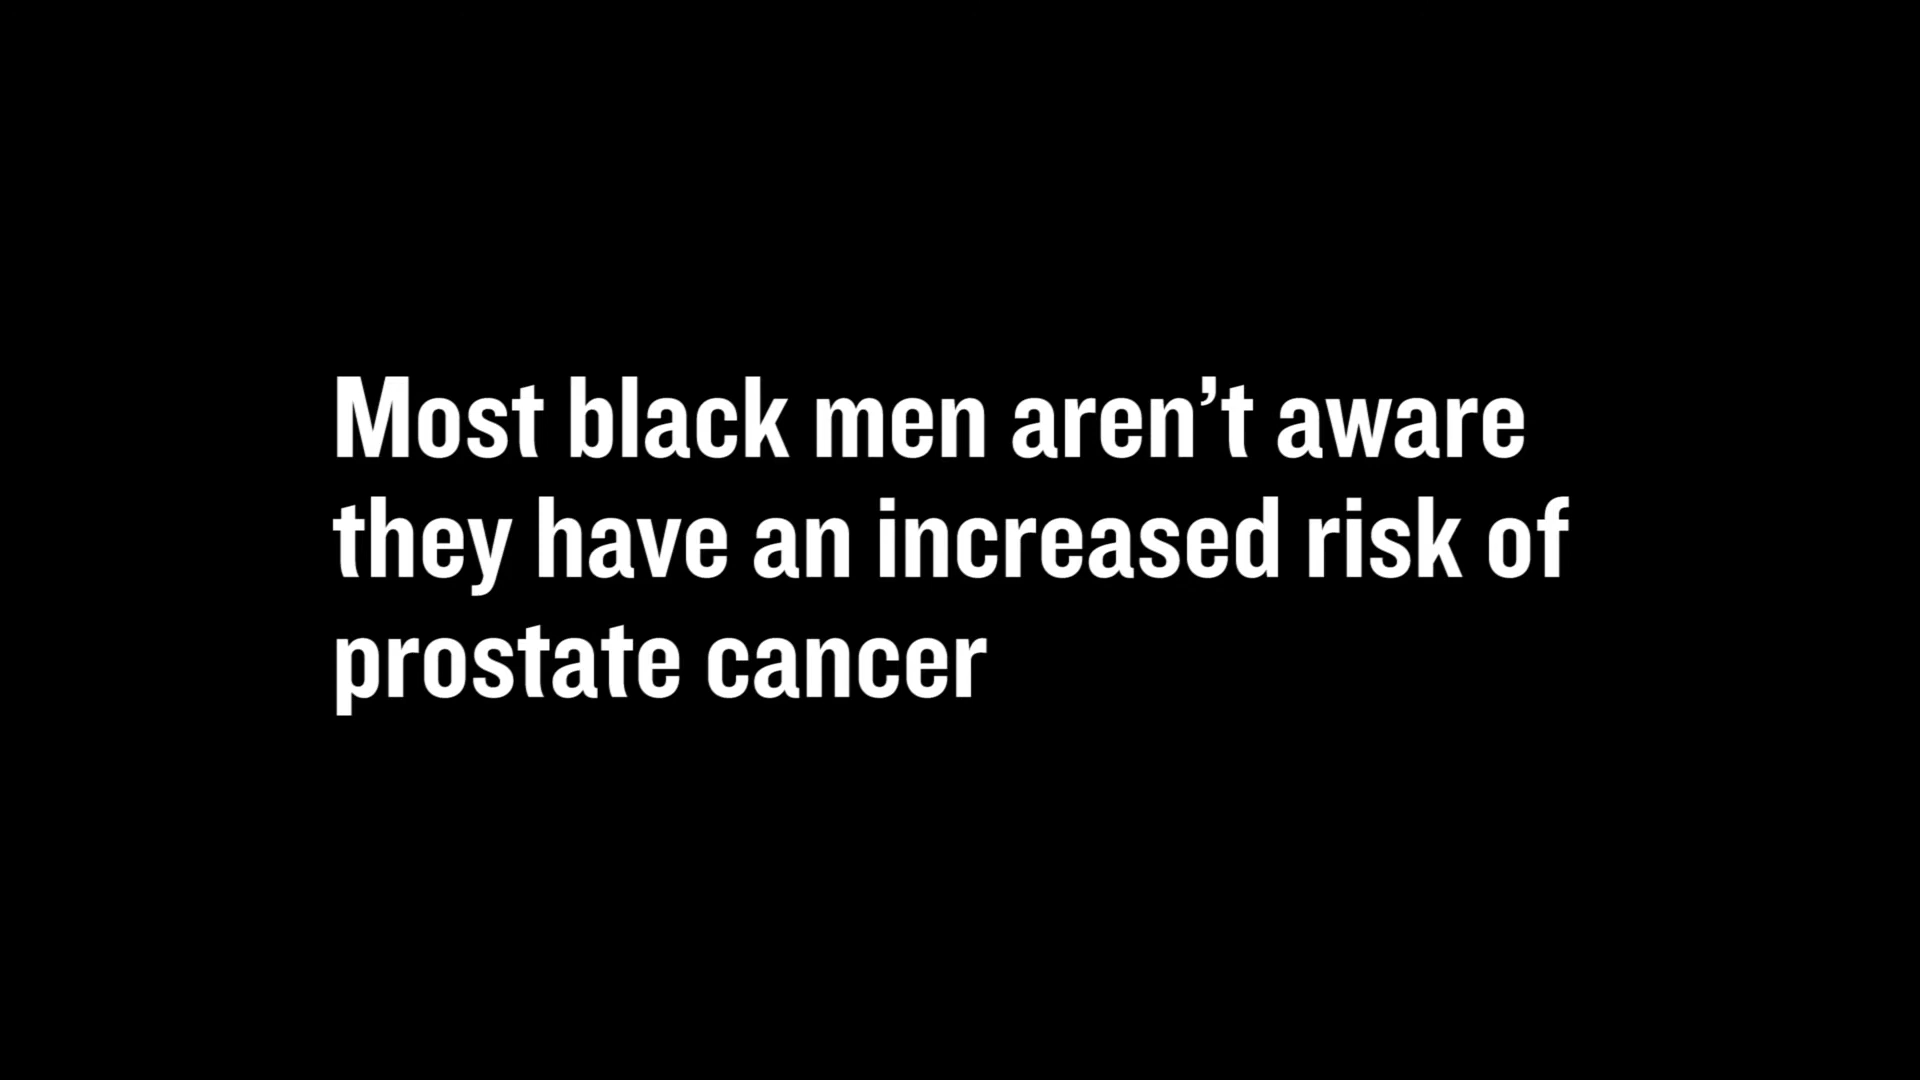 Most black men aren’t aware
they have an increased risk of
prostate cancer